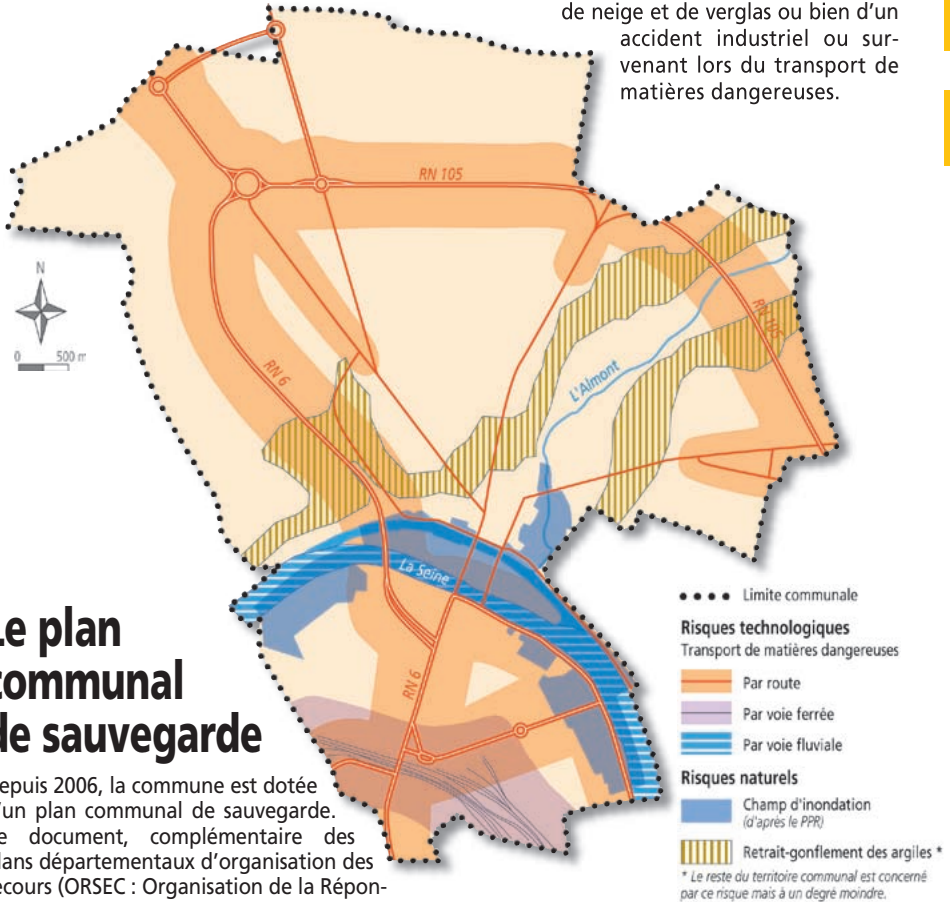 de neige et de verglas ou bien d'un
accident industriel ou sur-
venant lors du transport de
matières dangereuses.
RN 105
N
0 500 m
RN 6
L'Almont
RN 105
La Seine
RN 6
Limite communale
Risques technologiques
Transport de matières dangereuses
Par route
Par voie ferrée
Par voie fluviale
Risques naturels
Champ d'inondation
(d'après le PPR)
Retrait-gonflement des argiles *
* Le reste du territoire communal est concerné
par ce risque mais à un degré moindre.
Le plan
communal
de sauvegarde
epuis 2006, la commune est dotée
'un plan communal de sauvegarde.
e document, complémentaire des
lans départementaux d'organisation des
ecours (ORSEC : Organisation de la Répon-